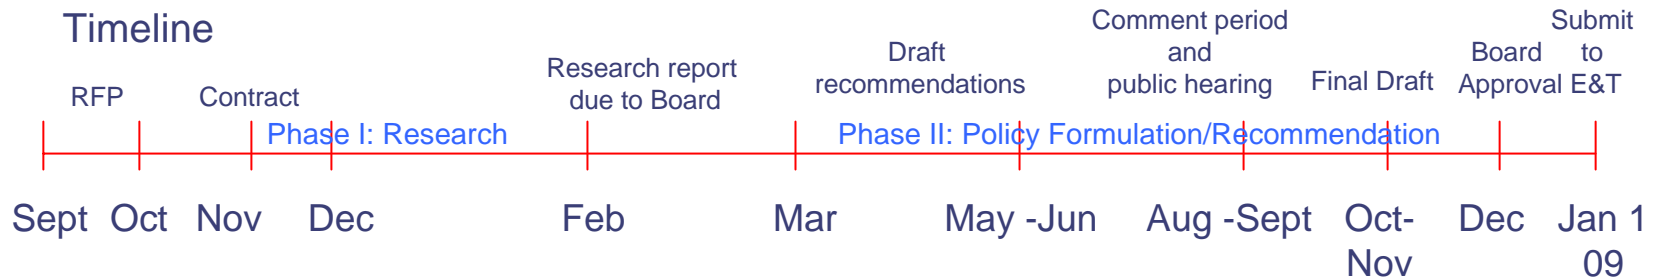 Timeline
RFP
Contract
Research report
due to Board
Draft
recommendations
Comment period
and
public hearing
Final Draft
Board
Approval
Submit
to
E&T
Phase I: Research
Phase II: Policy Formulation/Recommendation
Sept
Oct
Nov
Dec
Feb
Mar
May -Jun
Aug -Sept
Oct-
Nov
Dec
Jan 1
09